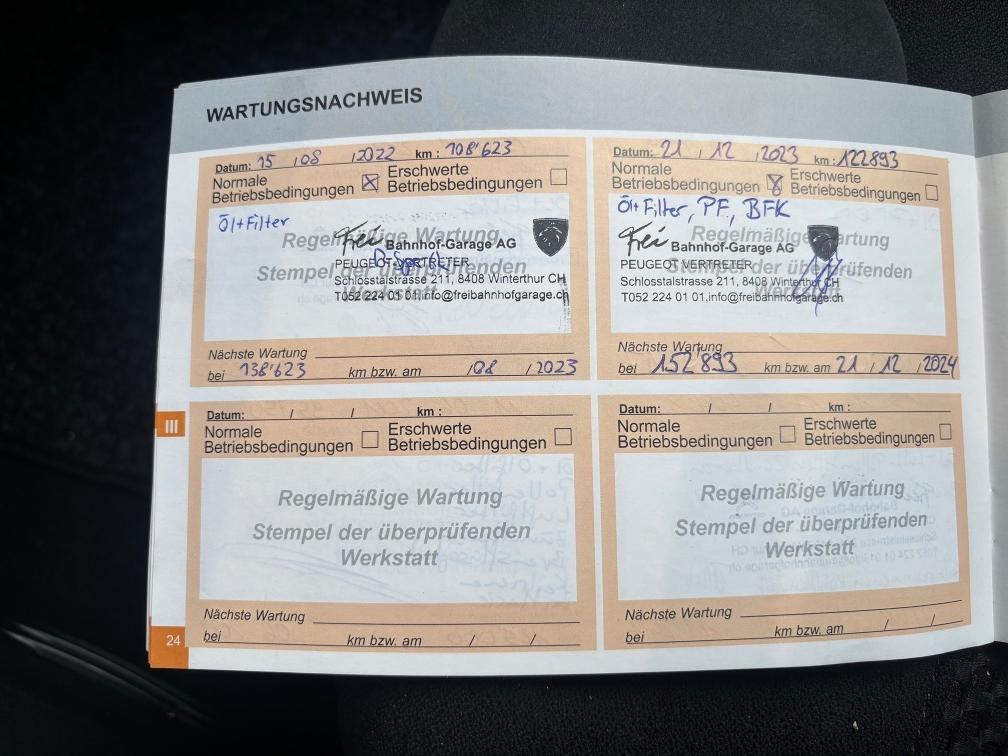 WARTUNGSNACHWEIS
Datum: 15 / 08 / 2022 km : 108'623
Normale Betriebsbedingungen ☒ Erschwerte Betriebsbedingungen ☐
Öl+Filter
Regelmäßige Wartung
Frei Bahnhof-Garage AG
PEUGEOT-VERTRETER
Stempel der überprüfenden
Schlosstalstrasse 211, 8408 Winterthur CH
Werkstatt
T052 224 01 01,info@freibahnhofgarage.ch
Nächste Wartung
bei 138'623 km bzw. am /08 /2023
Datum: 21 / 12 / 2023 km : 122893
Normale Betriebsbedingungen ☒ Erschwerte Betriebsbedingungen ☐
Öl+Filter, PF, BFK
Regelmäßige Wartung
Frei Bahnhof-Garage AG
PEUGEOT-VERTRETER
Stempel der überprüfenden
Schlosstalstrasse 211, 8408 Winterthur CH
Werkstatt
T052 224 01 01,info@freibahnhofgarage.ch
Nächste Wartung
bei 152'893 km bzw. am 21 / 12 / 2024
III
Datum: / / km :
Normale Betriebsbedingungen ☐ Erschwerte Betriebsbedingungen ☐
Regelmäßige Wartung
Stempel der überprüfenden
Werkstatt
Nächste Wartung
bei km bzw. am / /
Datum: / / km :
Normale Betriebsbedingungen ☐ Erschwerte Betriebsbedingungen ☐
Regelmäßige Wartung
Stempel der überprüfenden
Werkstatt
Nächste Wartung
bei km bzw. am / /
24